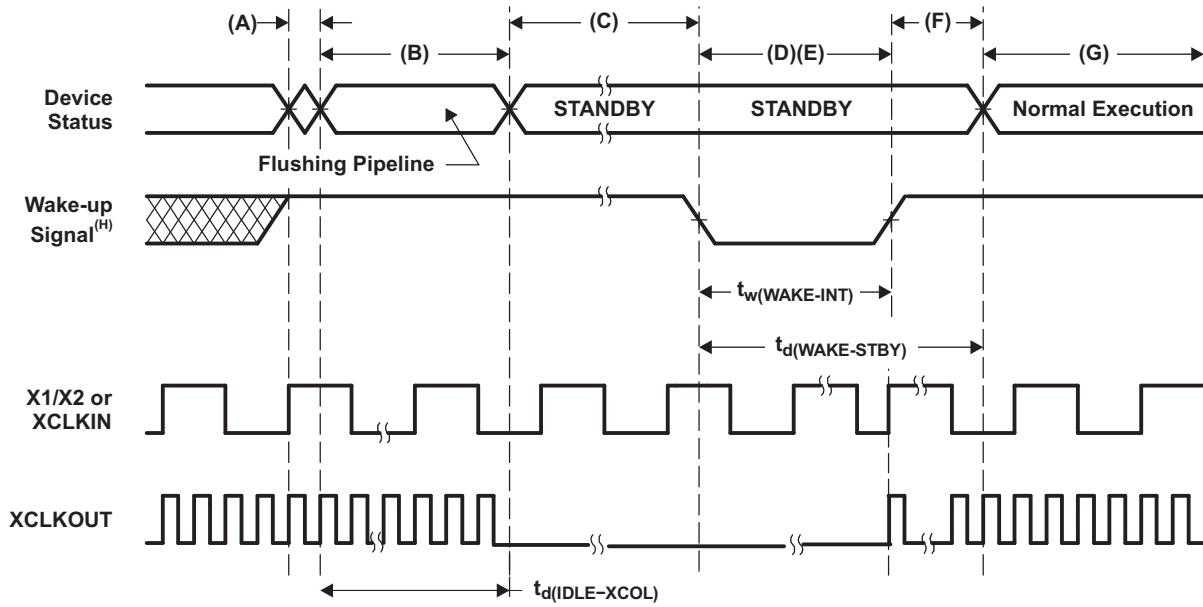 (A)
(C)
(F)
(B)
(D)(E)
(G)
Device
Status
STANDBY
STANDBY
Normal Execution
Flushing Pipeline
Wake-up
Signal(H)
tw(WAKE-INT)
td(WAKE-STBY)
X1/X2 or
XCLKIN
XCLKOUT
td(IDLE−XCOL)